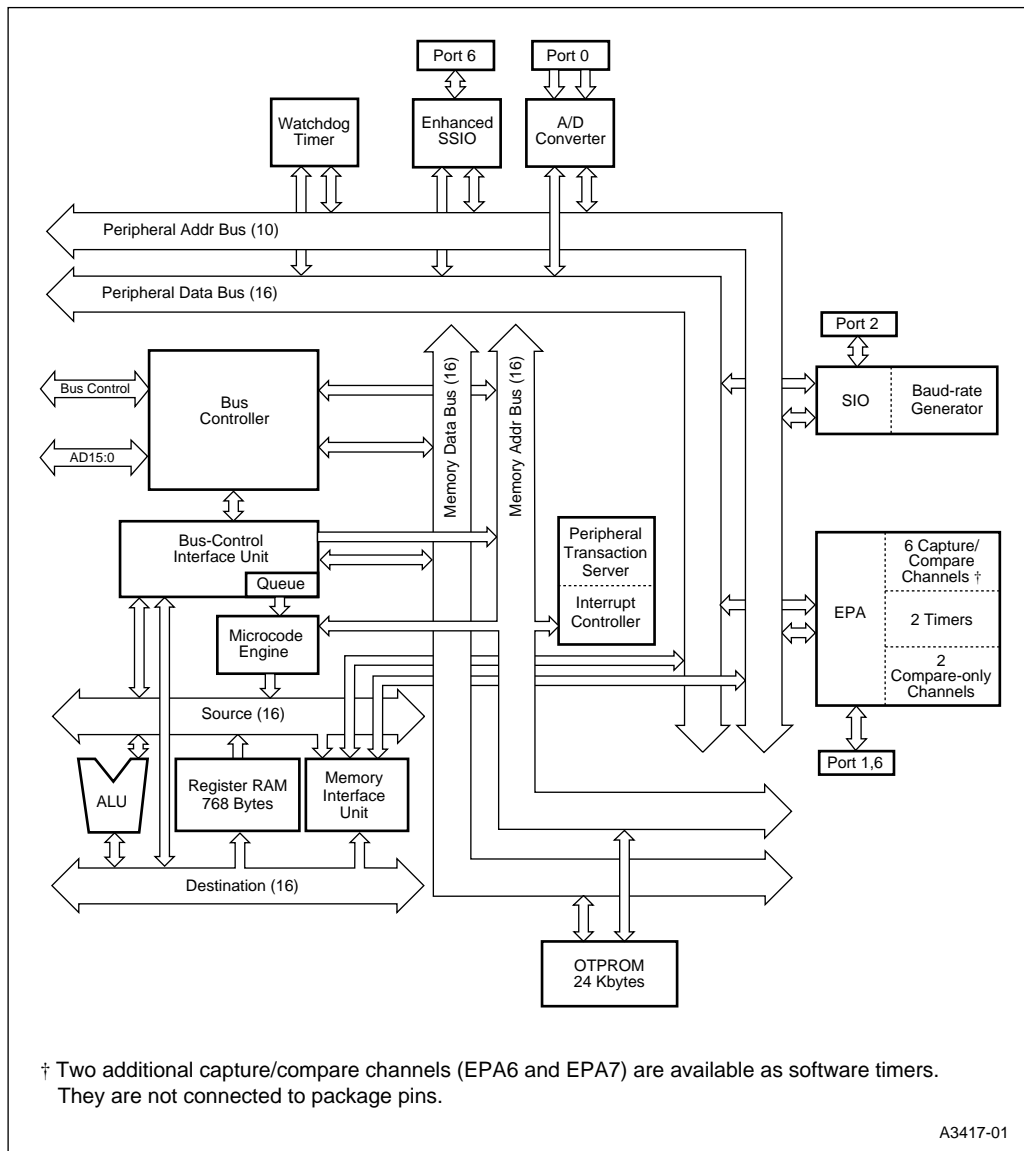 Port 6
Port 0
Watchdog
Timer
Enhanced
SSIO
A/D
Converter
Peripheral Addr Bus (10)
Peripheral Data Bus (16)
Port 2
SIO
Baud-rate
Generator
Bus Control
Bus
Controller
AD15:0
Memory Data Bus (16)
Memory Addr Bus (16)
Bus-Control
Interface Unit
Queue
Peripheral
Transaction
Server
Interrupt
Controller
EPA
6 Capture/
Compare
Channels †
2 Timers
2
Compare-only
Channels
Microcode
Engine
Source (16)
Port 1,6
ALU
Register RAM
768 Bytes
Memory
Interface
Unit
Destination (16)
OTPROM
24 Kbytes
† Two additional capture/compare channels (EPA6 and EPA7) are available as software timers.
They are not connected to package pins.
A3417-01